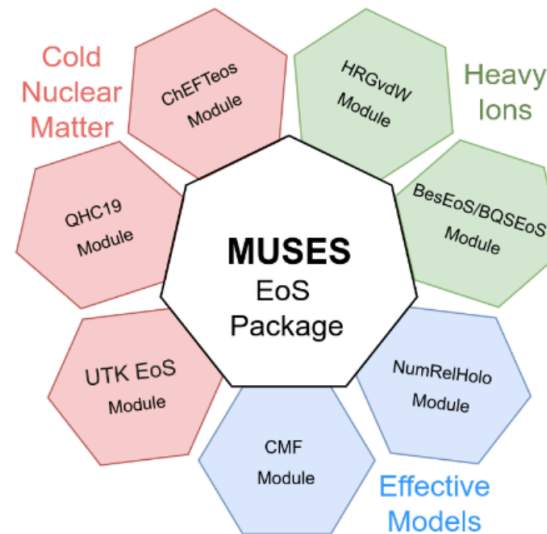 Cold
Nuclear
Matter
ChEFTeos
Module
HRGvdW
Module
Heavy
Ions
QHC19
Module
BesEoS/BQSEoS
Module
MUSES
EoS
Package
UTK EoS
Module
NumRelHolo
Module
CMF
Module
Effective
Models